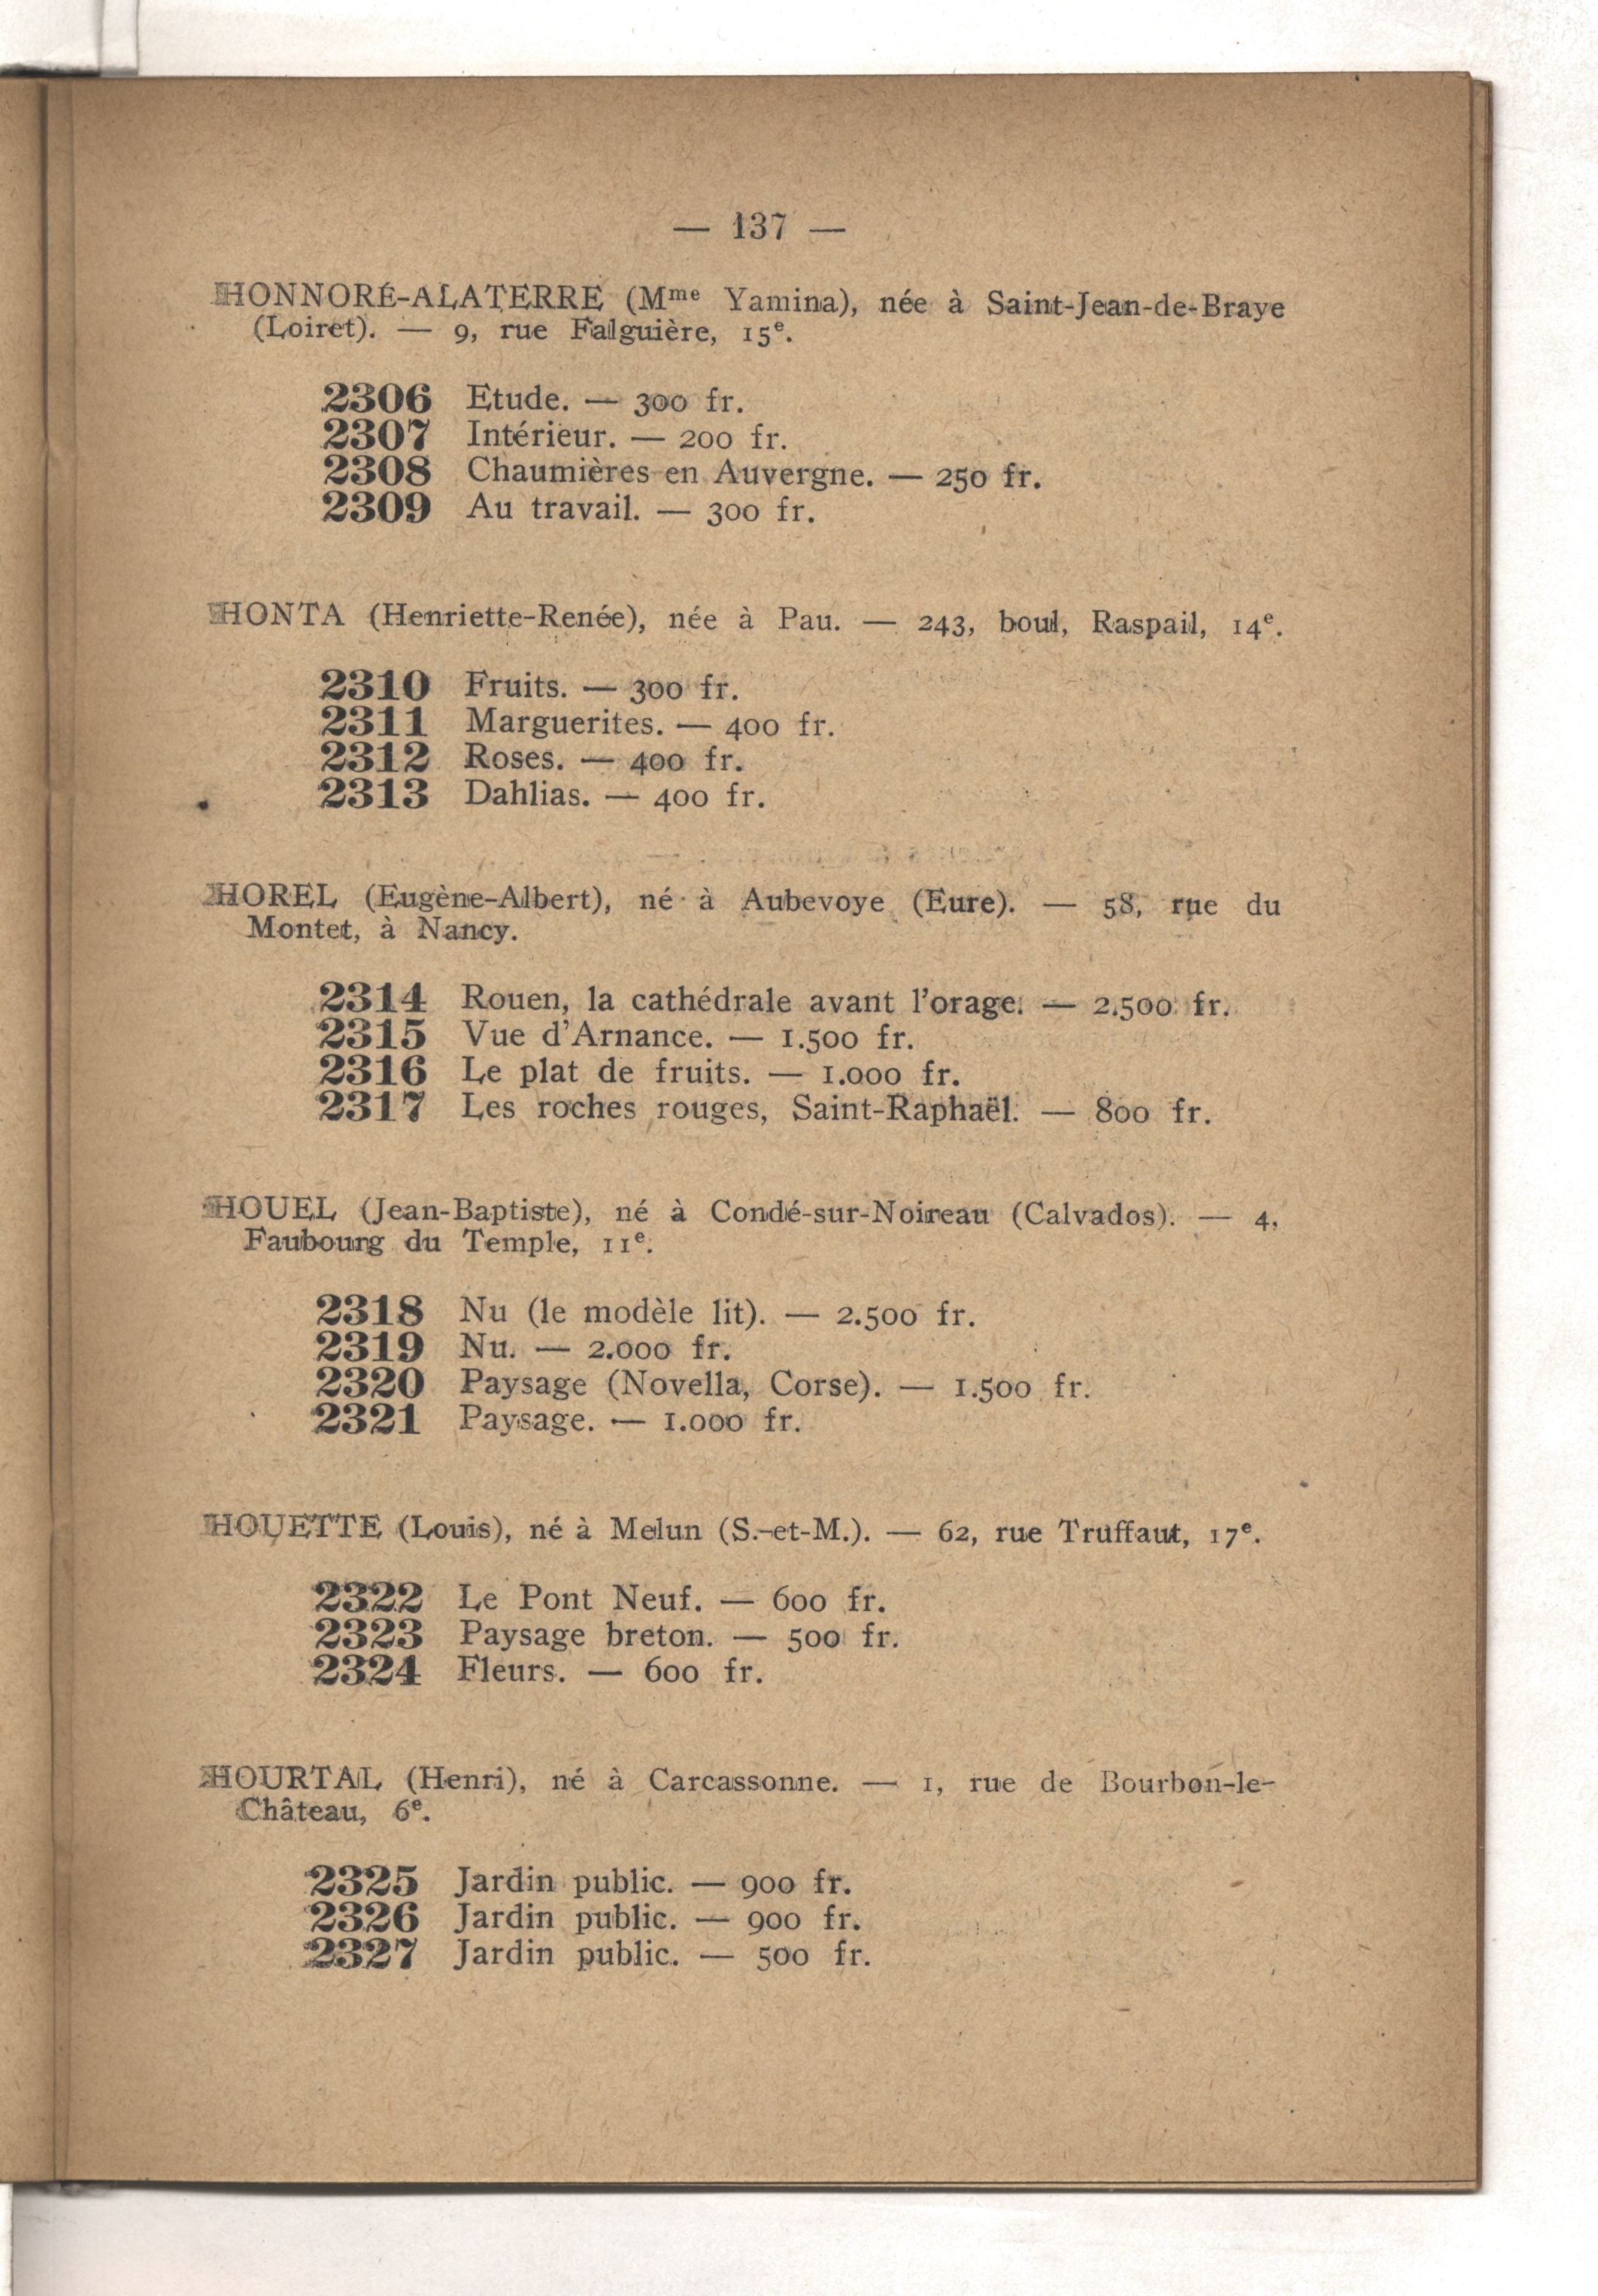 — 137 —
HONNORÉ-ALATERRE (Mme Yamina), née à Saint-Jean-de-Braye
(Loiret). — 9, rue Falguière, 15e.
2306 Etude. — 300 fr.
2307 Intérieur. — 200 fr.
2308 Chaumières en Auvergne. — 250 fr.
2309 Au travail. — 300 fr.
HONTA (Henriette-Renée), née à Pau. — 243, boul, Raspail, 14e.
2310 Fruits. — 300 fr.
2311 Marguerites. — 400 fr.
2312 Roses. — 400 fr.
2313 Dahlias. — 400 fr.
HOREL (Eugène-Albert), né à Aubevoye (Eure). — 58, rue du
Montet, à Nancy.
2314 Rouen, la cathédrale avant l'orage. — 2.500 fr.
2315 Vue d'Arnance. — 1.500 fr.
2316 Le plat de fruits. — 1.000 fr.
2317 Les roches rouges, Saint-Raphaël. — 800 fr.
HOUEL (Jean-Baptiste), né à Condé-sur-Noireau (Calvados). — 4,
Faubourg du Temple, 11e.
2318 Nu (le modèle lit). — 2.500 fr.
2319 Nu. — 2.000 fr.
2320 Paysage (Novella, Corse). — 1.500 fr.
2321 Paysage. — 1.000 fr.
HOUETTE (Louis), né à Melun (S.-et-M.). — 62, rue Truffaut, 17e.
2322 Le Pont Neuf. — 600 fr.
2323 Paysage breton. — 500 fr.
2324 Fleurs. — 600 fr.
HOURTAL (Henri), né à Carcassonne. — 1, rue de Bourbon-le-
Château, 6e.
2325 Jardin public. — 900 fr.
2326 Jardin public. — 900 fr.
2327 Jardin public. — 500 fr.